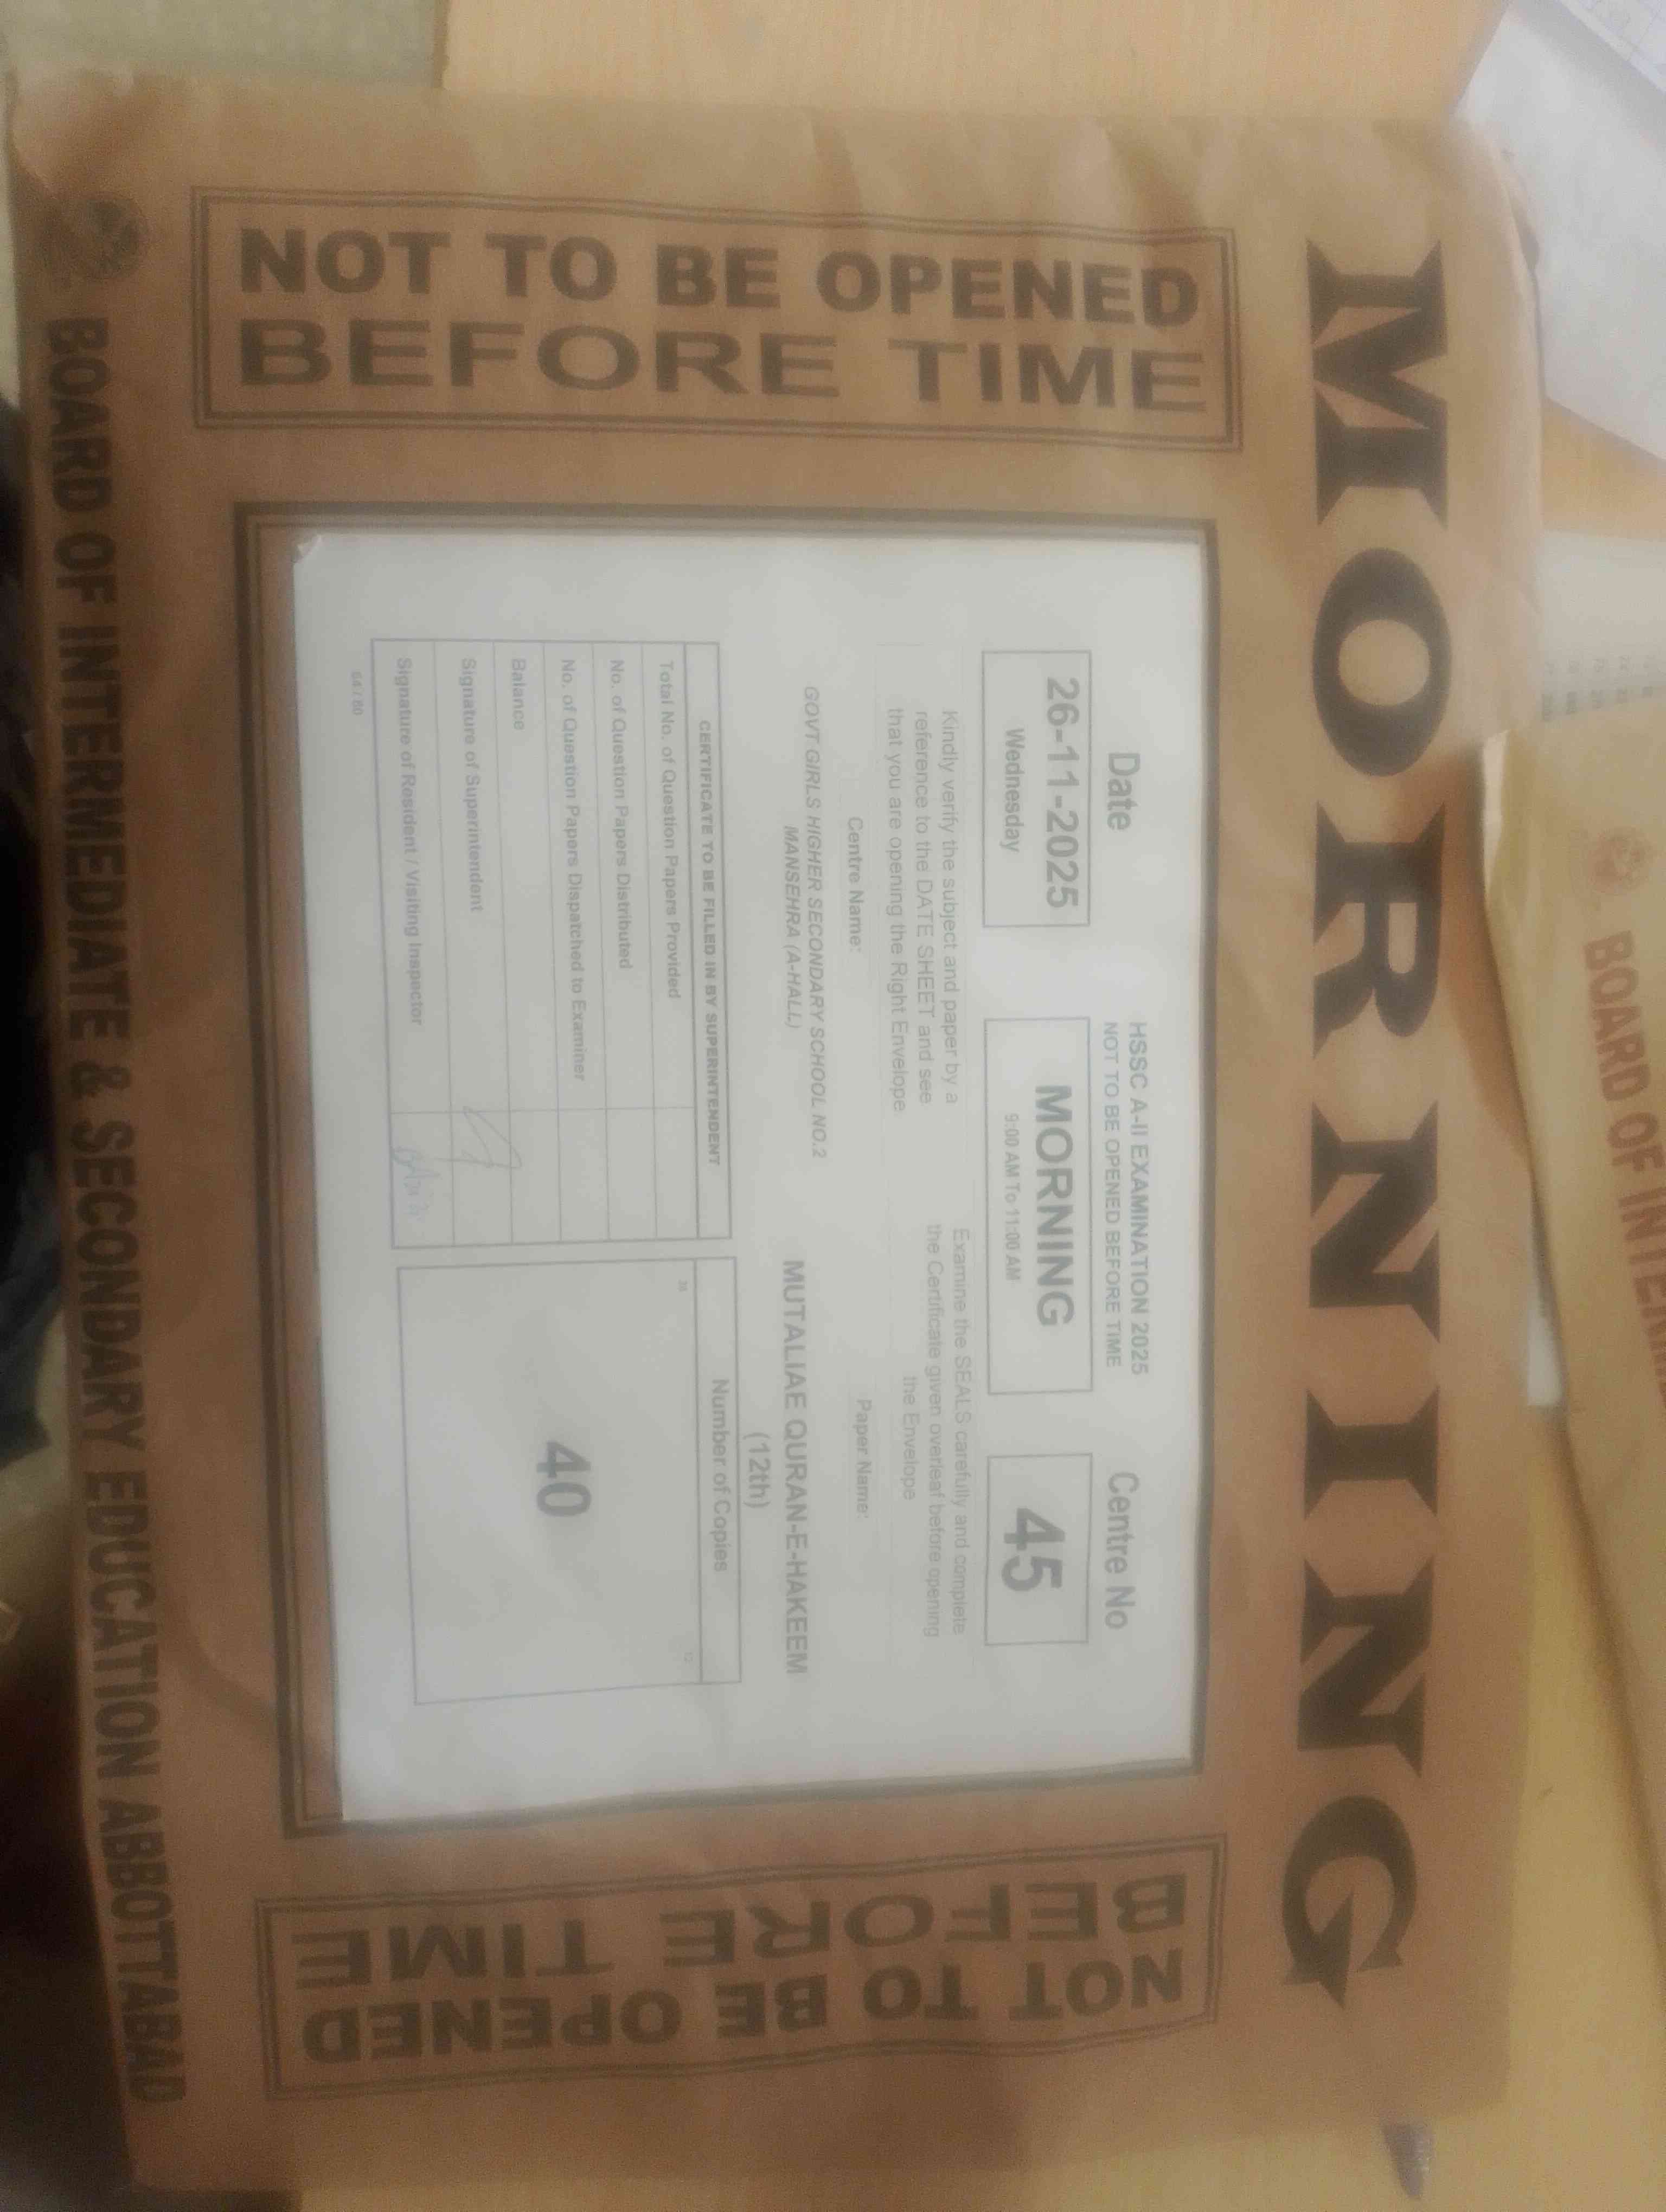 MORNING
NOT TO BE OPENED
BEFORE TIME
Date
26-11-2025
Wednesday
HSSC A-II EXAMINATION 2025
NOT TO BE OPENED BEFORE TIME
MORNING
9:00 AM To 11:00 AM
Centre No
45
Kindly verify the subject and paper by a
reference to the DATE SHEET and see
that you are opening the Right Envelope
Examine the SEALS carefully and complete
the Certificate given overleaf before opening
the Envelope
Centre Name:
GOVT GIRLS HIGHER SECONDARY SCHOOL NO.2
MANSEHRA (A-HALL)
Paper Name:
MUTALIAE QURAN-E-HAKEEM
(12th)
CERTIFICATE TO BE FILLED IN BY SUPERINTENDENT
Total No. of Question Papers Provided
No. of Question Papers Distributed
No. of Question Papers Dispatched to Examiner
Balance
Signature of Superintendent
Signature of Resident / Visiting Inspector
Number of Copies
40
64 / 80
NOT TO BE OPENED
BEFORE TIME
BOARD OF INTERMEDIATE & SECONDARY EDUCATION ABBOTTABAD
BOARD OF